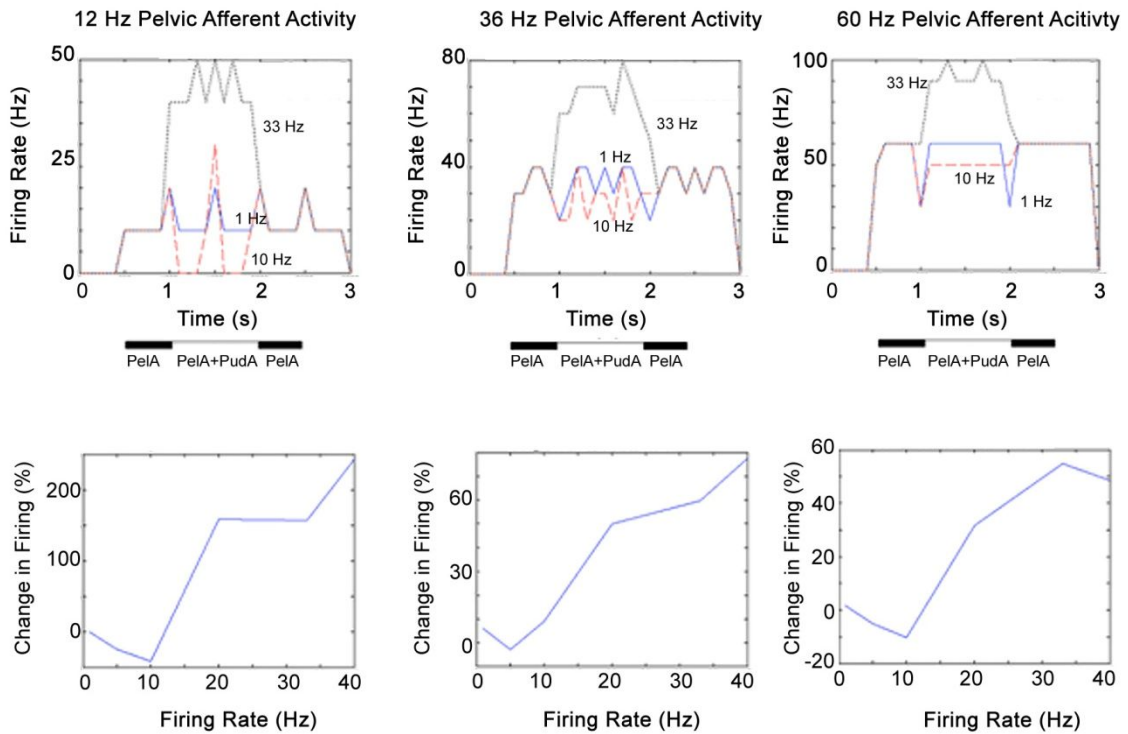 12 Hz Pelvic Afferent Activity
36 Hz Pelvic Afferent Activity
60 Hz Pelvic Afferent Acitivty
Firing Rate (Hz)
50
25
0
33 Hz
1 Hz
10 Hz
0 1 2 3
Time (s)
PelA PelA+PudA PelA
Firing Rate (Hz)
80
40
0
33 Hz
1 Hz
10 Hz
0 1 2 3
Time (s)
PelA PelA+PudA PelA
Firing Rate (Hz)
100
50
0
33 Hz
10 Hz
1 Hz
0 1 2 3
Time (s)
PelA PelA+PudA PelA
Change in Firing (%)
200
100
0
0 10 20 30 40
Firing Rate (Hz)
Change in Firing (%)
60
30
0
0 10 20 30 40
Firing Rate (Hz)
Change in Firing (%)
60
40
20
0
-20
0 10 20 30 40
Firing Rate (Hz)